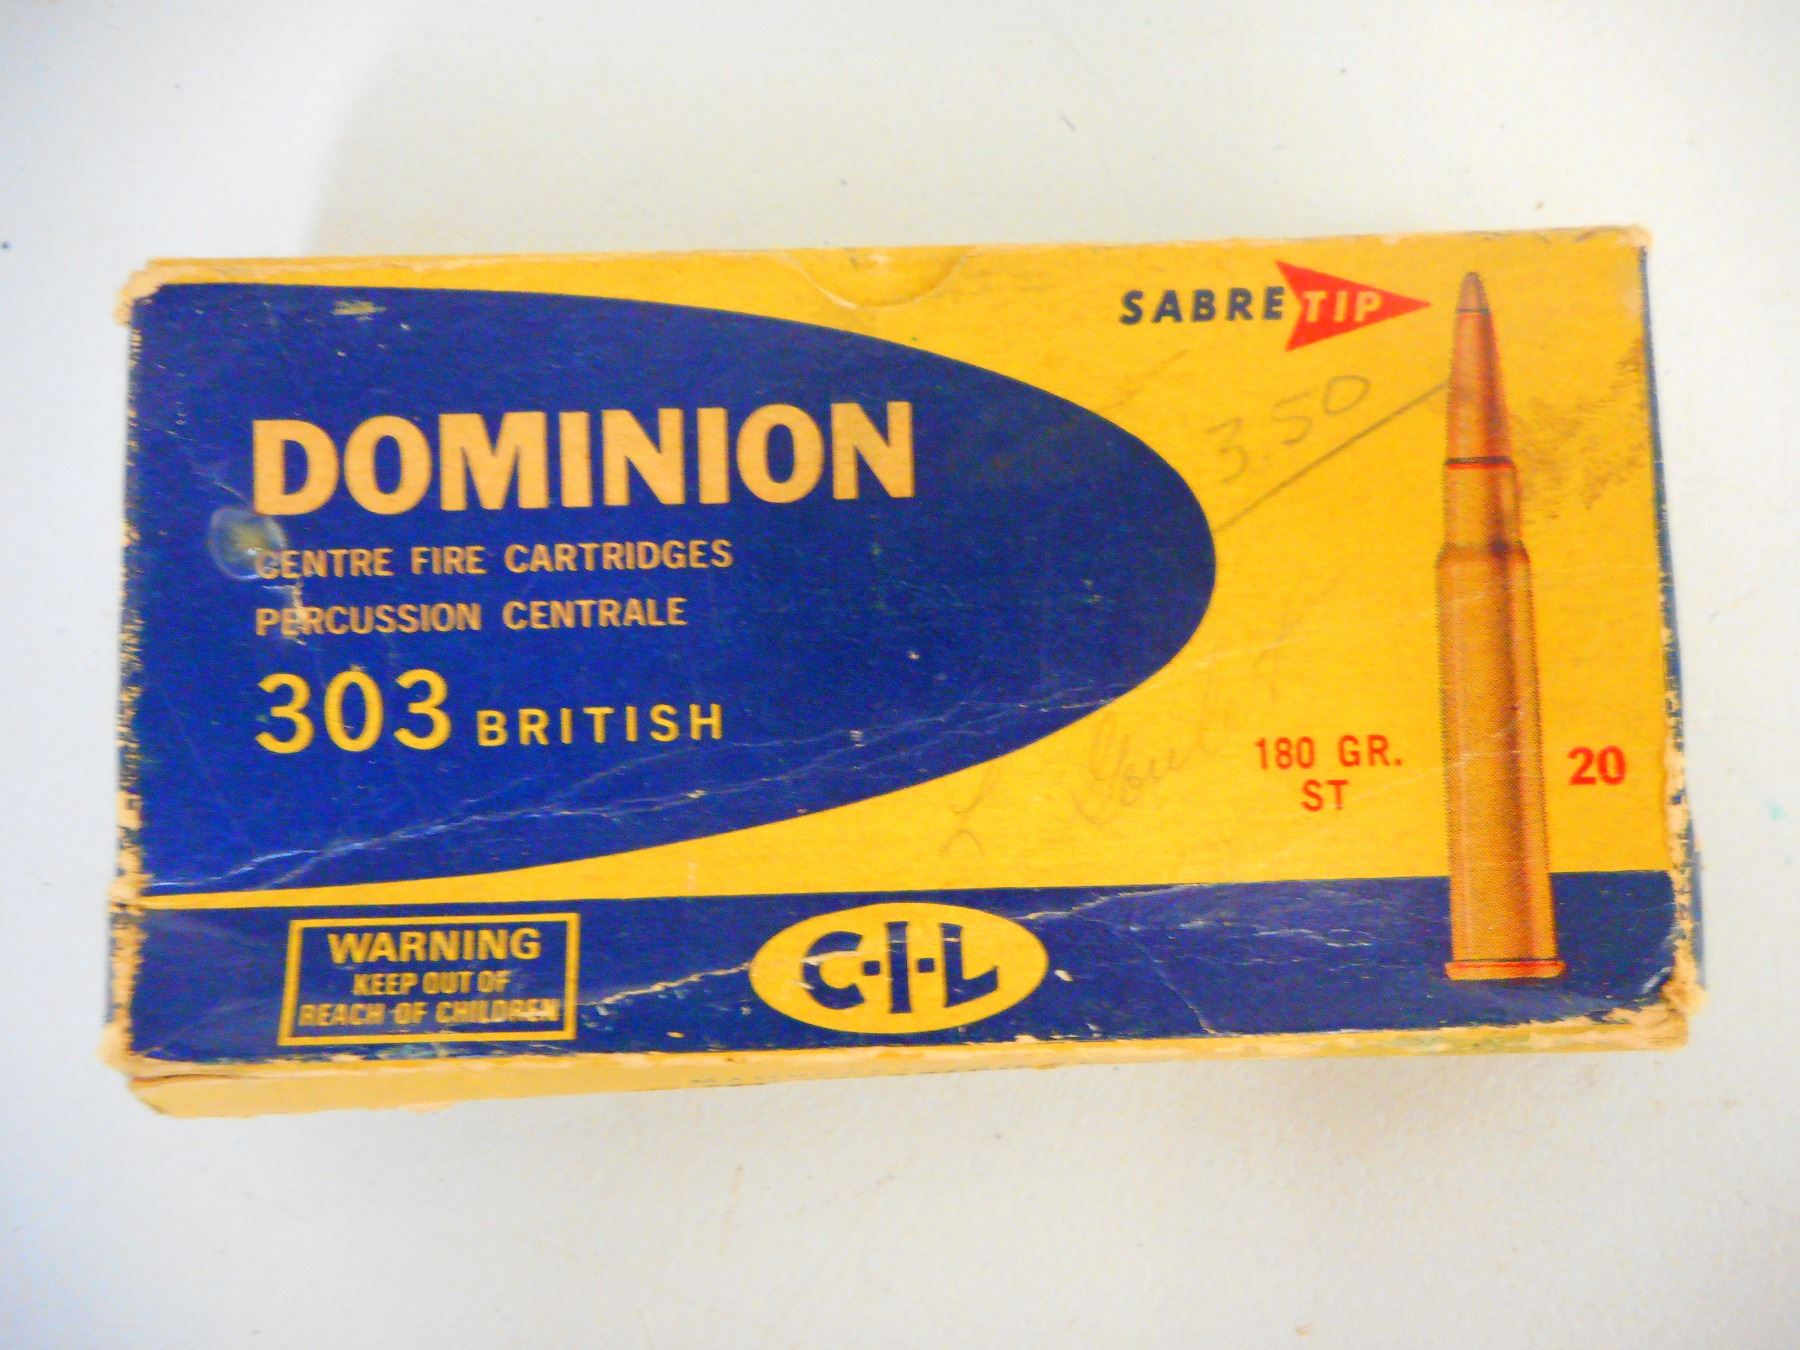 SABRE TIP
3.50
DOMINION
CENTRE FIRE CARTRIDGES
PERCUSSION CENTRALE
303 BRITISH
180 GR.
ST
20
WARNING
KEEP OUT OF
REACH OF CHILDREN
C·I·L